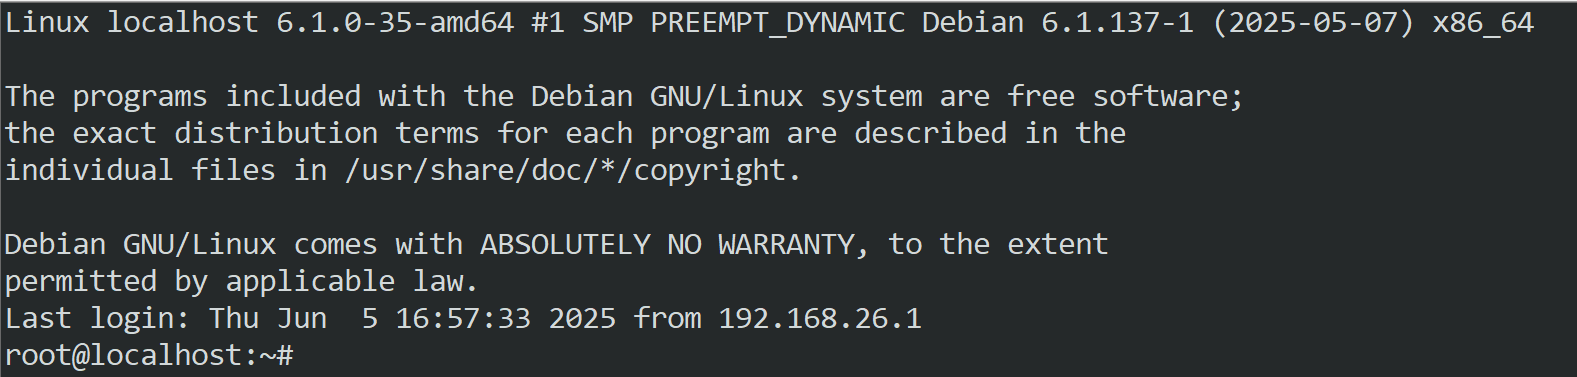 Linux localhost 6.1.0-35-amd64 #1 SMP PREEMPT_DYNAMIC Debian 6.1.137-1 (2025-05-07) x86_64
The programs included with the Debian GNU/Linux system are free software;
the exact distribution terms for each program are described in the
individual files in /usr/share/doc/*/copyright.
Debian GNU/Linux comes with ABSOLUTELY NO WARRANTY, to the extent
permitted by applicable law.
Last login: Thu Jun  5 16:57:33 2025 from 192.168.26.1
root@localhost:~#